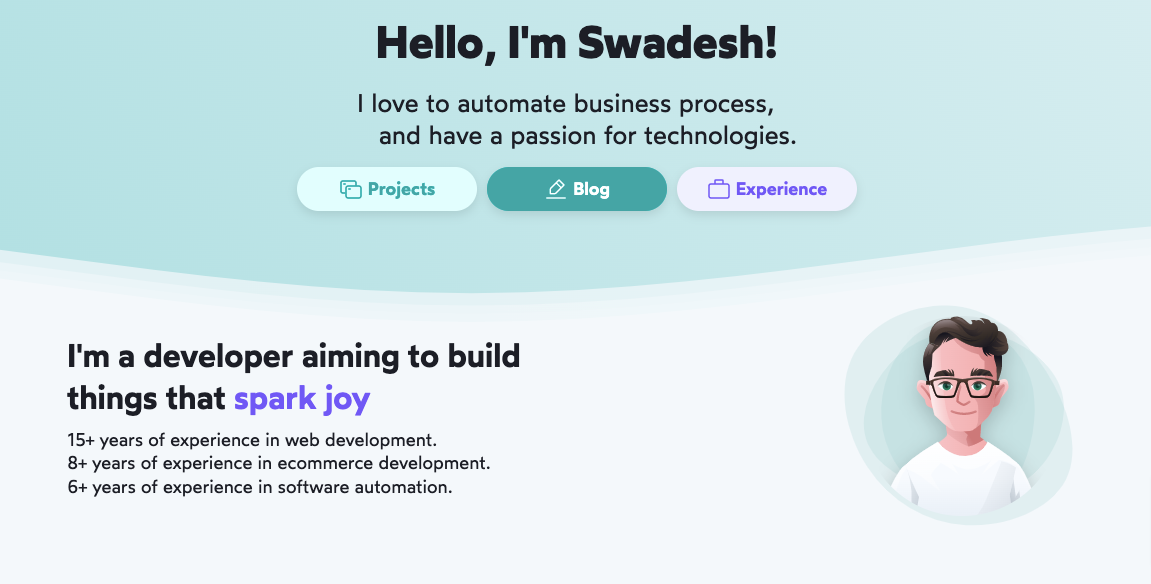 Hello, I'm Swadesh!
I love to automate business process,
and have a passion for technologies.
Projects
Blog
Experience
I'm a developer aiming to build
things that spark joy
15+ years of experience in web development.
8+ years of experience in ecommerce development.
6+ years of experience in software automation.